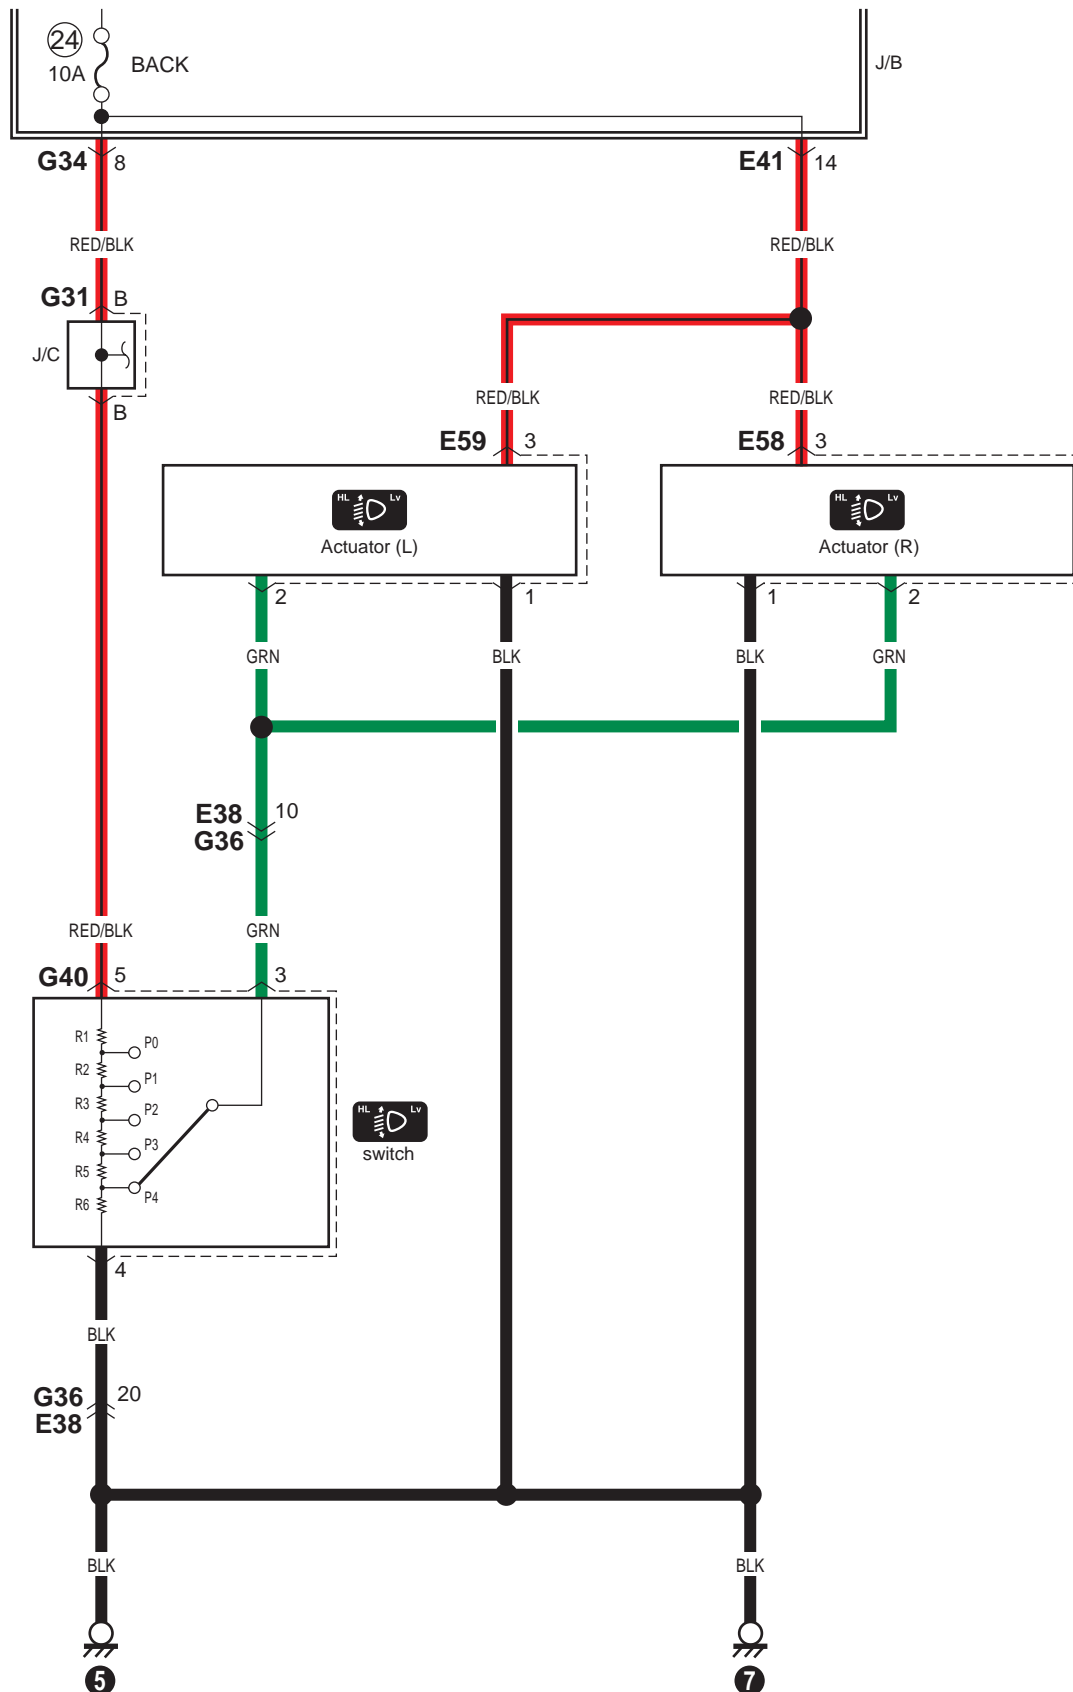 24
10A
BACK
J/B
G34 8
E41 14
RED/BLK RED/BLK
G31 B
J/C
B
RED/BLK RED/BLK
E59 3
E58 3
HL Lv
HL Lv
Actuator (L)
Actuator (R)
2 1 1 2
GRN BLK BLK GRN
E38 10
G36
RED/BLK GRN
G40 5 3
R1 P0
R2 P1
R3 P2
R4 P3
R5 P4
R6
HL Lv
switch
4
BLK
G36 20
E38
BLK BLK
5 7